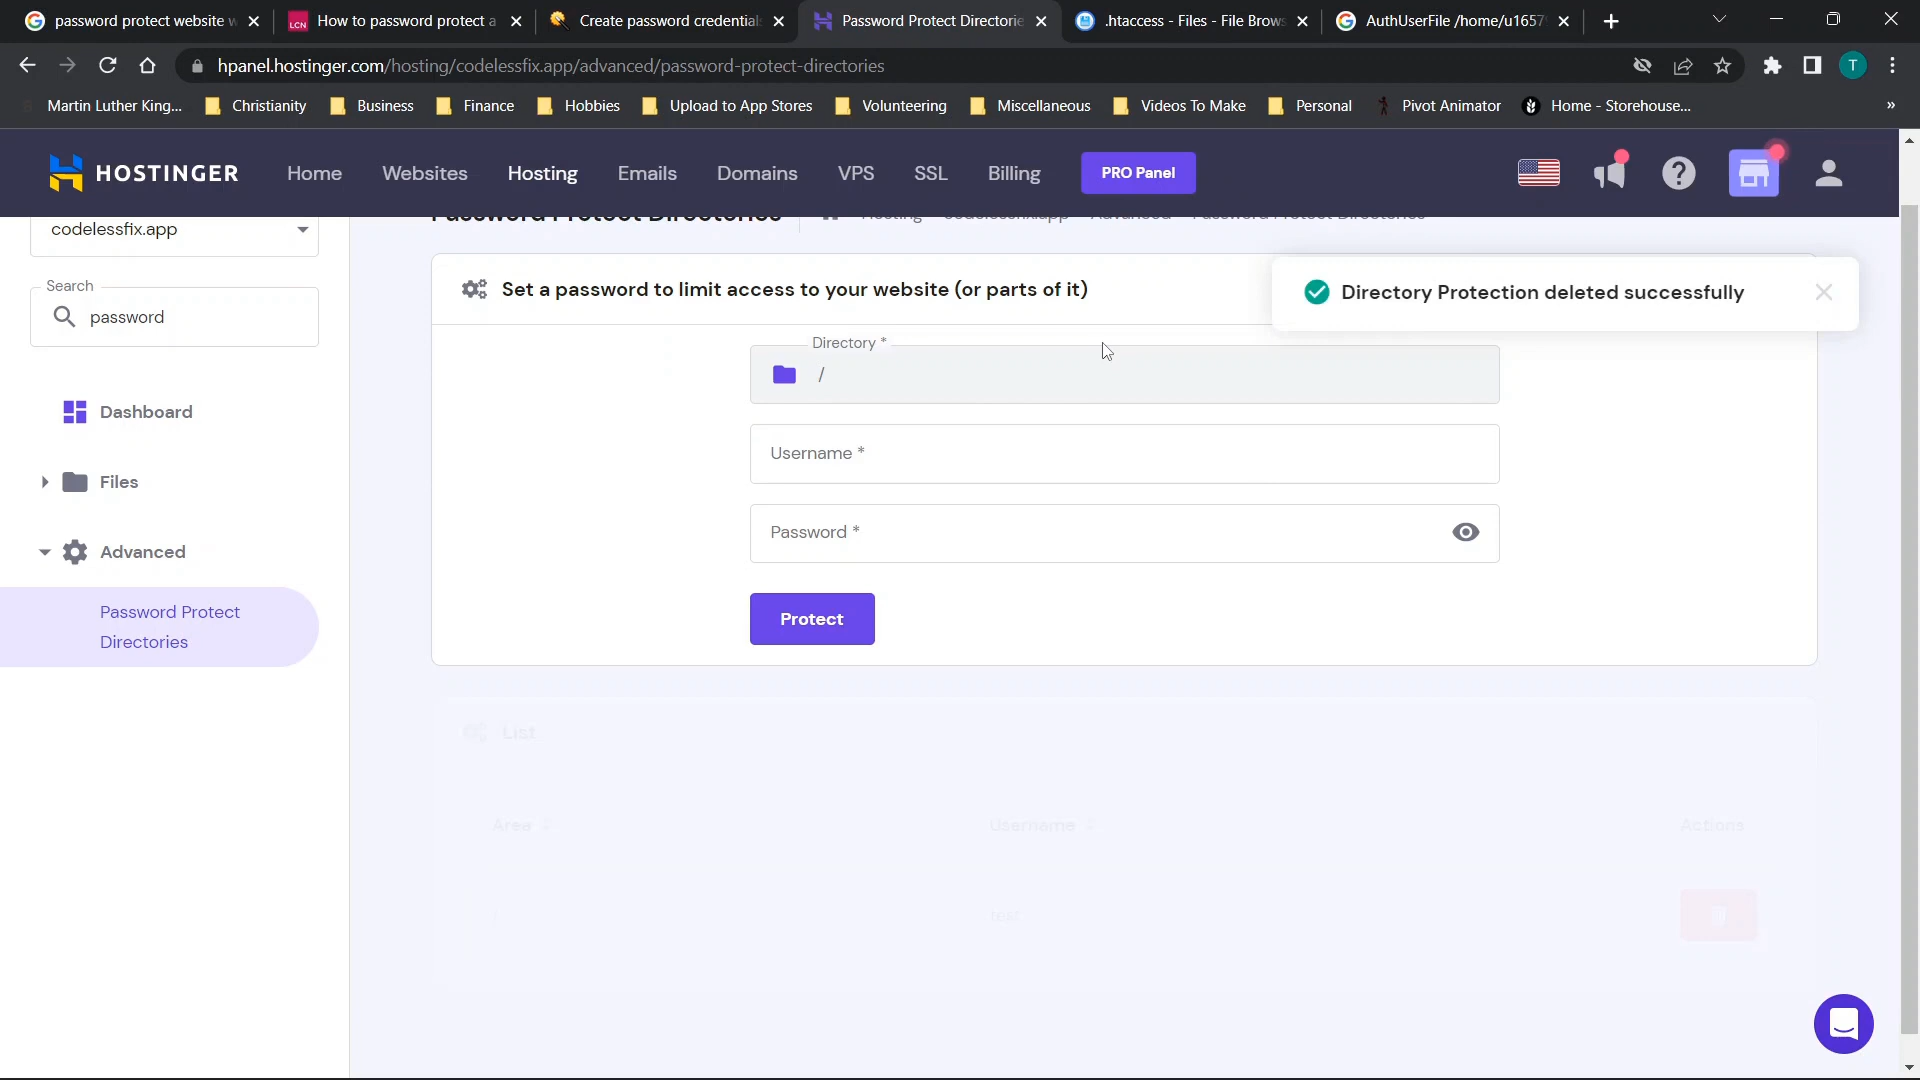 password protect website w
How to password protect a
Create password credential
Password Protect Directorie
.htaccess - Files - File Brows
AuthUserFile /home/u1657
hpanel.hostinger.com/hosting/codelessfix.app/advanced/password-protect-directories
T
Martin Luther King...
Christianity
Business
Finance
Hobbies
Upload to App Stores
Volunteering
Miscellaneous
Videos To Make
Personal
Pivot Animator
Home - Storehouse...
»
HOSTINGER
Home
Websites
Hosting
Emails
Domains
VPS
SSL
Billing
PRO Panel
Password Protect Directories
Hosting - codelessfix.app - Advanced - Password Protect Directories
codelessfix.app
Search
password
Dashboard
Files
Advanced
Password Protect
Directories
Set a password to limit access to your website (or parts of it)
Directory Protection deleted successfully
Directory *
/
Username *
Password *
Protect
List
Area
Username
Actions
test